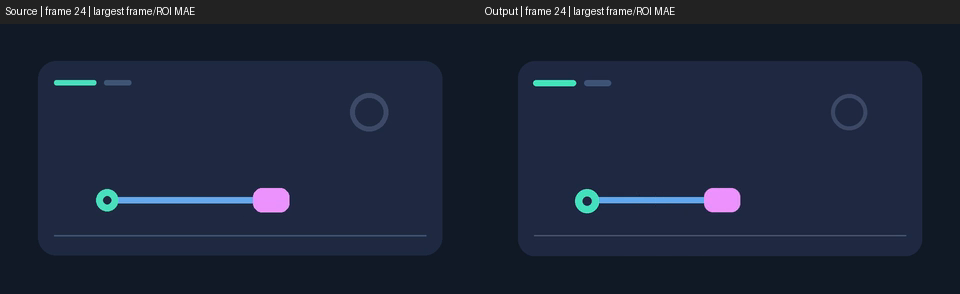 Source | frame 24 | largest frame/ROI MAE
Output | frame 24 | largest frame/ROI MAE